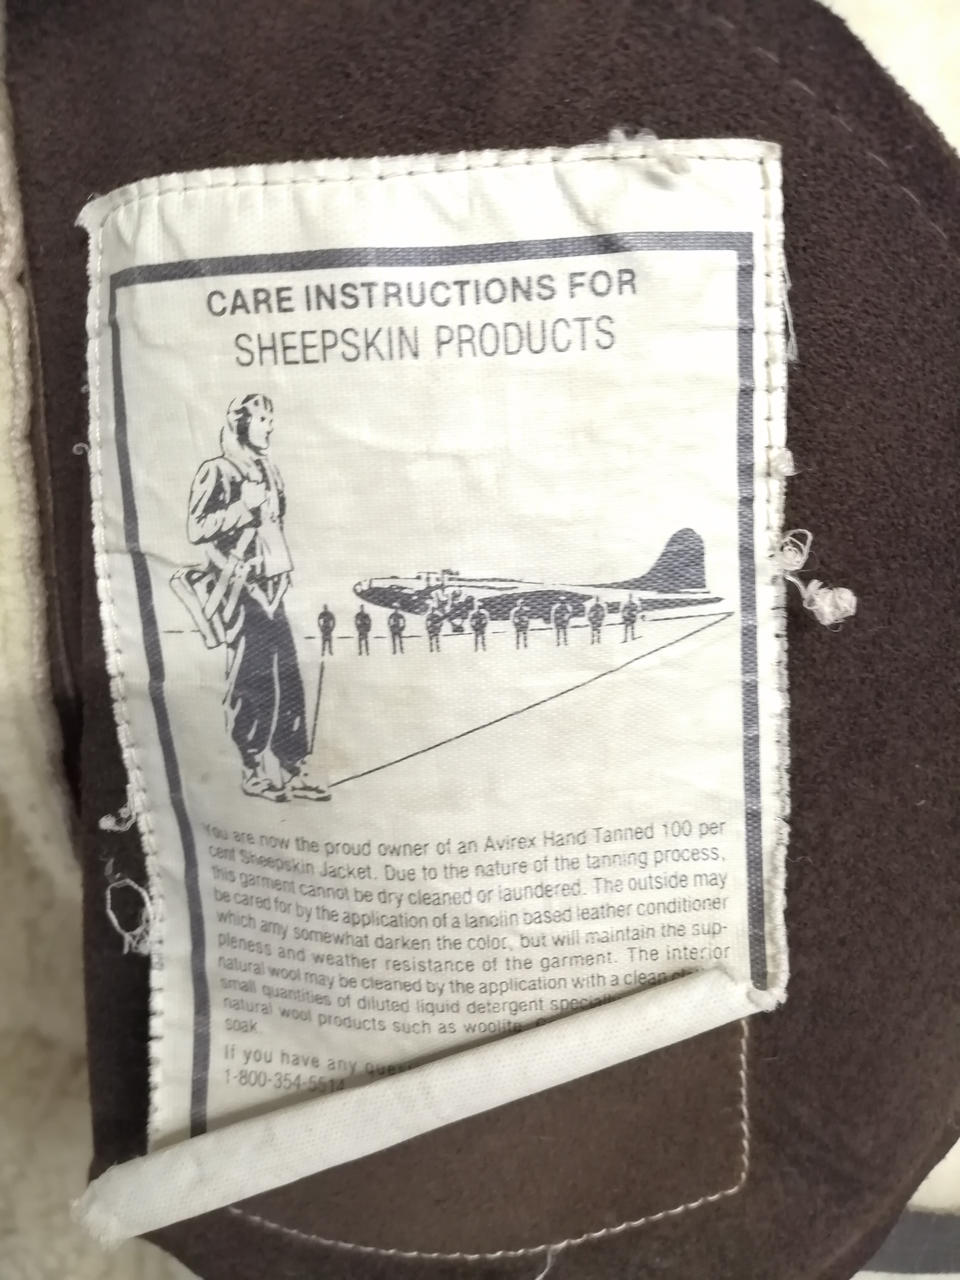 CARE INSTRUCTIONS FOR
SHEEPSKIN PRODUCTS
You are now the proud owner of an Avirex Hand Tanned 100 per
cent Sheepskin Jacket. Due to the nature of the tanning process,
this garment cannot be dry cleaned or laundered. The outside may
be cared for by the application of a lanolin based leather conditioner
which amy somewhat darken the color, but will maintain the sup-
pleness and weather resistance of the garment. The interior
natural wool may be cleaned by the application with a clean
small quantities of diluted liquid detergent
natural wool products such as woolite.
soak.
If you have any
1-800-354-5514